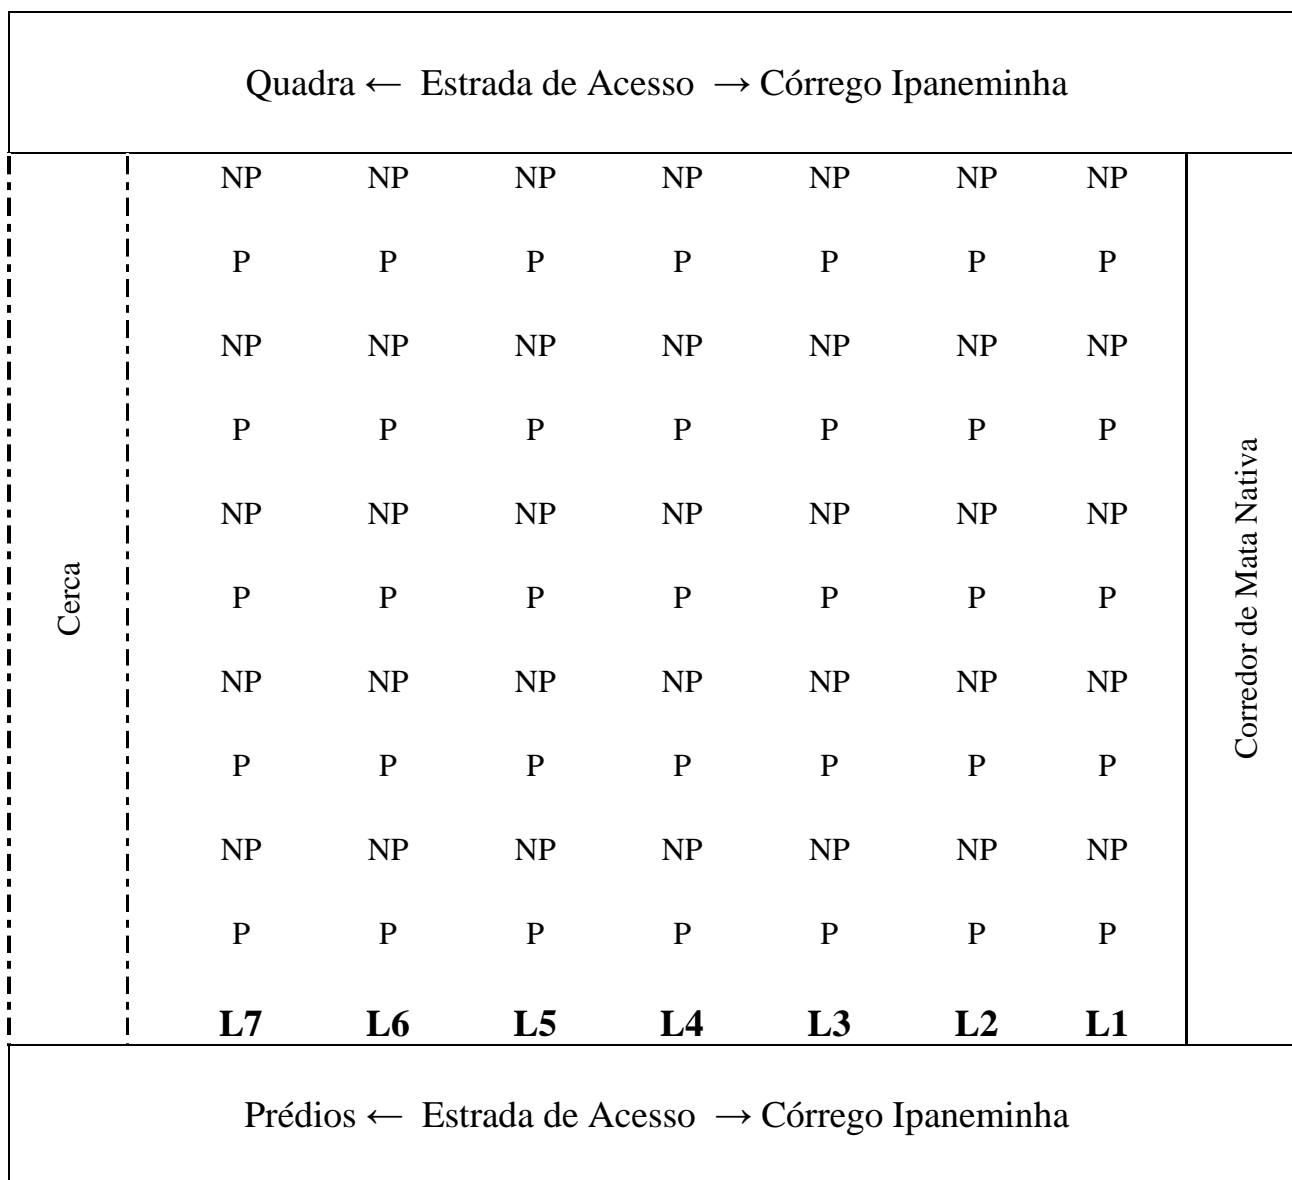 Quadra ← Estrada de Acesso → Córrego Ipaneminha
NP NP NP NP NP NP NP
P P P P P P P
NP NP NP NP NP NP NP
P P P P P P P
NP NP NP NP NP NP NP
P P P P P P P
NP NP NP NP NP NP NP
P P P P P P P
NP NP NP NP NP NP NP
P P P P P P P
L7 L6 L5 L4 L3 L2 L1
Cerca
Corredor de Mata Nativa
Prédios ← Estrada de Acesso → Córrego Ipaneminha